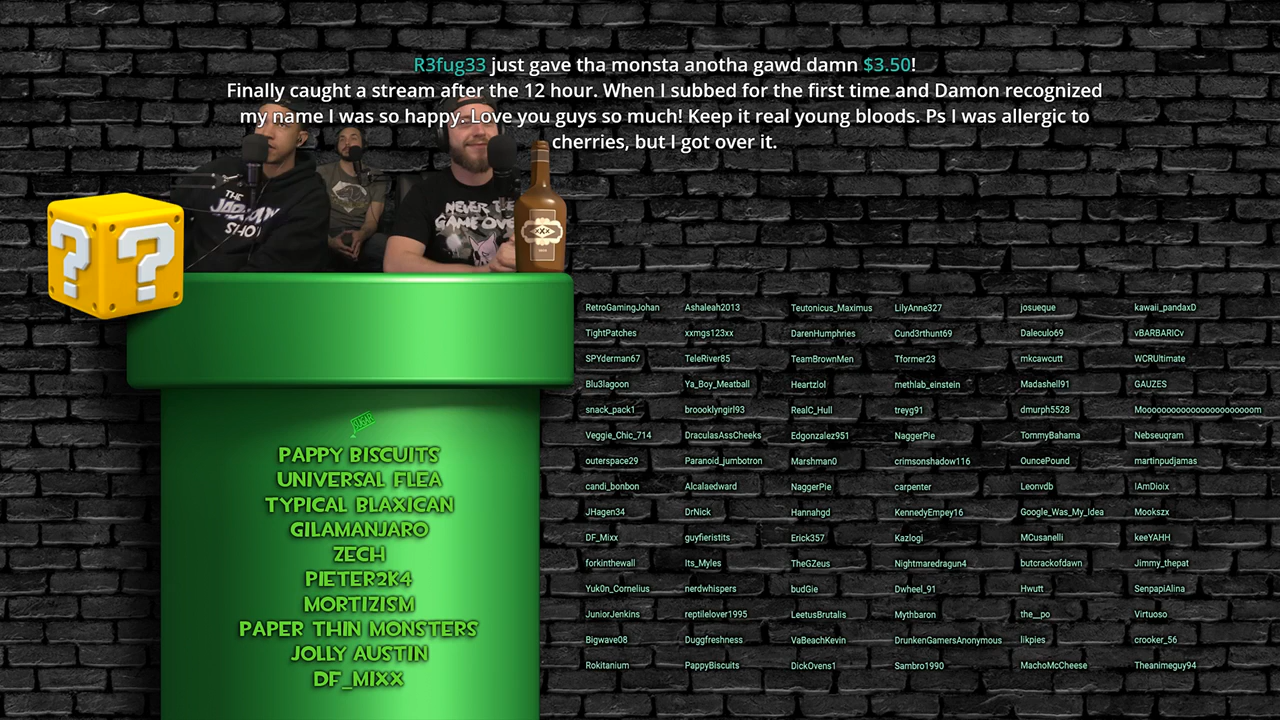 R3fug33 just gave tha monsta anotha gawd damn $3.50!
Finally caught a stream after the 12 hour. When I subbed for the first time and Damon recognized
my name I was so happy. Love you guys so much! Keep it real young bloods. Ps I was allergic to
cherries, but I got over it.
THE
SHOW
NEVER
GAME OVER
XXX
? ?
SUGAR
PAPPY BISCUITS
UNIVERSAL FLEA
TYPICAL BLAXICAN
GILAMANJARO
ZECH
PIETER2K4
MORTIZISM
PAPER THIN MONSTERS
JOLLY AUSTIN
DF_MIXX
RetroGamingJohan Ashaleah2013 Teutonicus_Maximus LilyAnne327 josueque kawaii_pandaxD
TightPatches xxmgs123xx DarenHumphries Cund3rthunt69 Daleculo69 vBARBARICv
SPYderman67 TeleRiver85 TeamBrownMen Tformer23 mkcawcutt WCRUltimate
Blu3lagoon Ya_Boy_Meatball Heartzlol methlab_einstein Madashell91 GAUZES
snack_pack1 broooklyngirl93 RealC_Hull treyg91 dmurph5528 Mooooooooooooooooooooooom
Veggie_Chic_714 DraculasAssCheeks Edgonzalez951 NaggerPie TommyBahama Nebseuqram
outerspace29 Paranoid_jumbotron Marshman0 crimsonshadow116 OuncePound martinpudjamas
candi_bonbon Alcalaedward NaggerPie carpenter Leonvdb IAmDioix
JHagen34 DrNick Hannahgd KennedyEmpey16 Google_Was_My_Idea Mookszx
DF_Mixx guyfieristits Erick357 Kazlogi MCusanelli keeYAHH
forkinthewall Its_Myles TheGZeus Nightmaredragun4 butcrackofdawn Jimmy_thepat
Yuk0n_Cornelius nerdwhispers budGie Dwheel_91 Hwutt SenpapiAlina
JuniorJenkins reptilelover1995 LeetusBrutalis Mythbaron the__po Virtuoso
Bigwave08 Duggfreshness VaBeachKevin DrunkenGamersAnonymous likpies crooker_56
Rokitanium PappyBiscuits DickOvens1 Sambro1990 MachoMcCheese Theanimeguy94